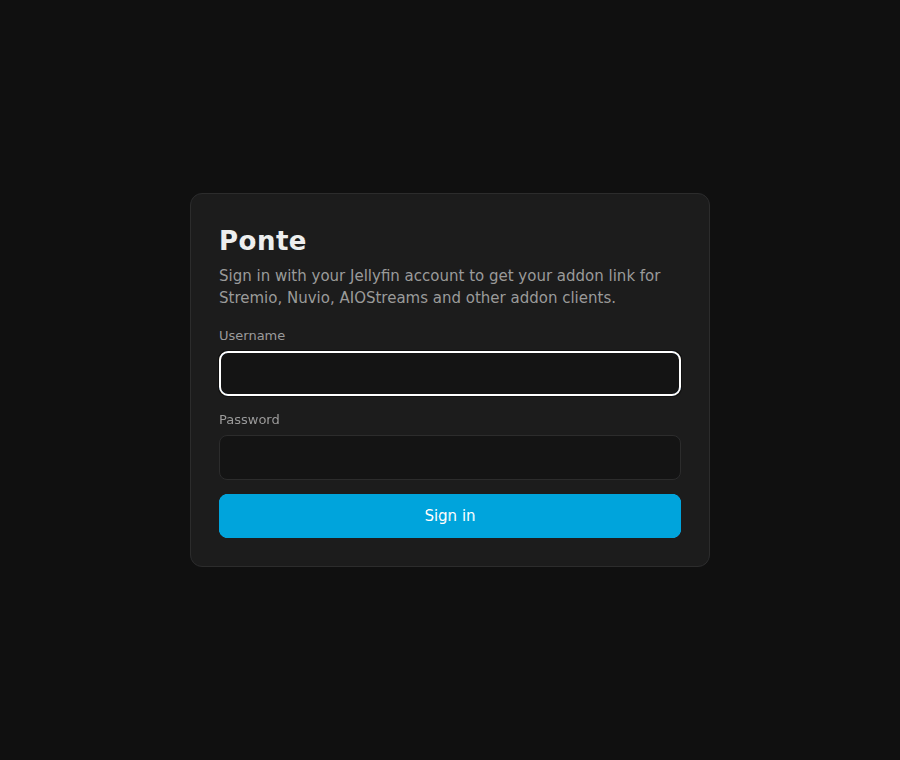 Ponte
Sign in with your Jellyfin account to get your addon link for
Stremio, Nuvio, AIOStreams and other addon clients.
Username
Password
Sign in